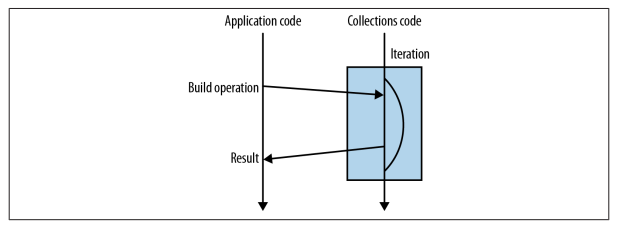 Application code
Collections code
Iteration
Build operation
Result